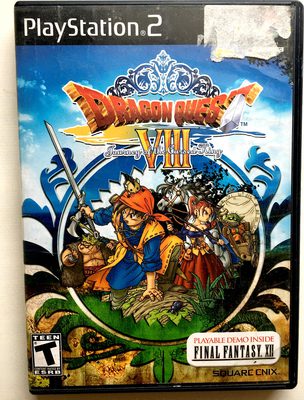 PlayStation®2
DRAGON QUEST
TM
VIII
Journey of the Cursed King
PLAYABLE DEMO INSIDE
FINAL FANTASY® XII
TEEN
T
ESRB
SQUARE ENIX